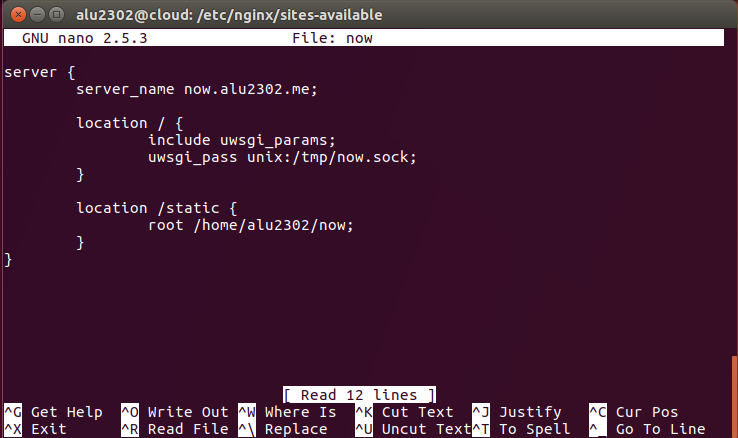 alu2302@cloud: /etc/nginx/sites-available
GNU nano 2.5.3 File: now
server {
server_name now.alu2302.me;
location / {
include uwsgi_params;
uwsgi_pass unix:/tmp/now.sock;
}
location /static {
root /home/alu2302/now;
}
}
[ Read 12 lines ]
^G Get Help ^O Write Out ^W Where Is ^K Cut Text ^J Justify ^C Cur Pos
^X Exit ^R Read File ^\ Replace ^U Uncut Text ^T To Spell ^_ Go To Line